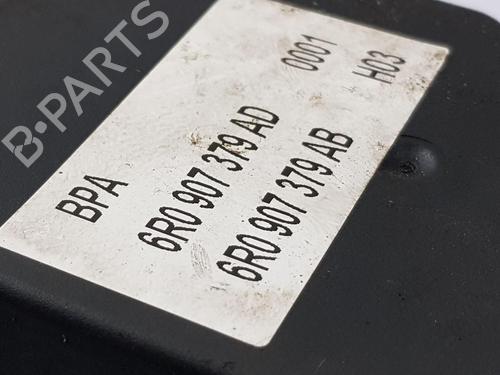 B-PARTS
BPA
6R0 907 379 AD 0001
6R0 907 379 AB H03